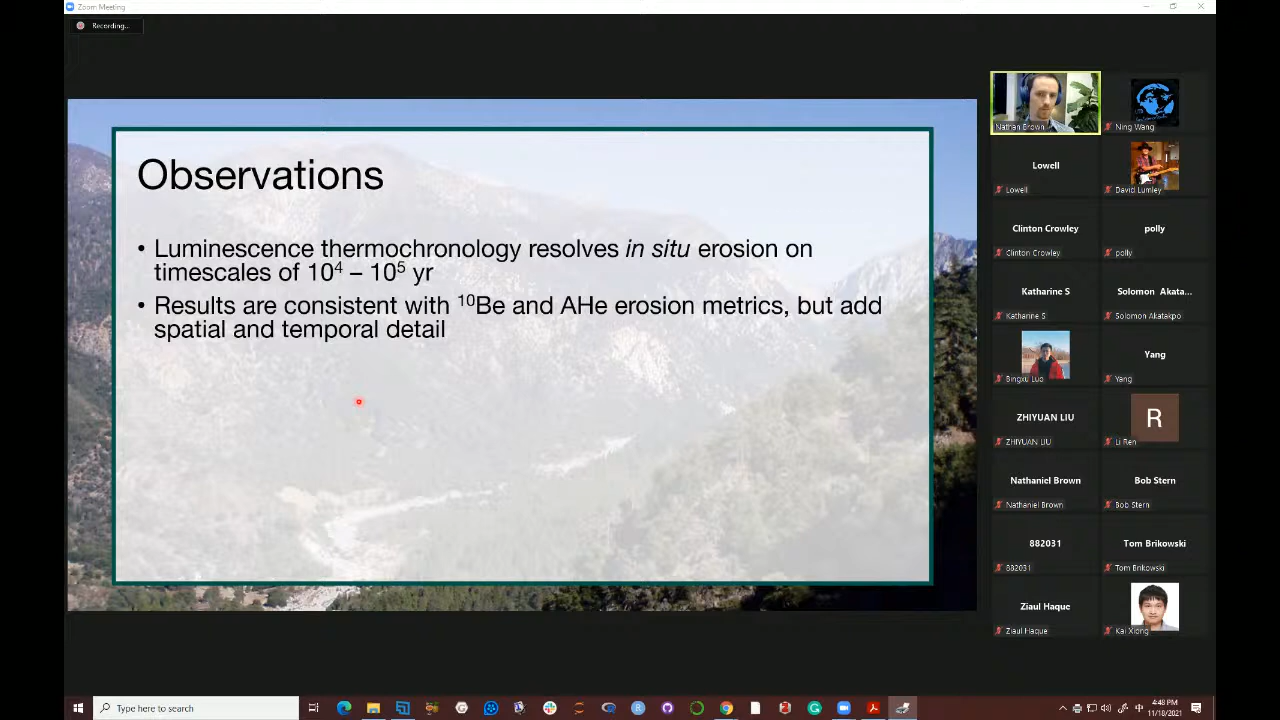 Zoom Meeting
Recording...
Observations
• Luminescence thermochronology resolves in situ erosion on
timescales of 10⁴ – 10⁵ yr
• Results are consistent with ¹⁰Be and AHe erosion metrics, but add
spatial and temporal detail
Nathan Brown
Ning Wang
Lowell
Lowell
David Lumley
Clinton Crowley
polly
Clinton Crowley
polly
Katharine S
Solomon Akata...
Katharine S
Solomon Akatakpo
Yang
Bingxu Luo
Yang
ZHIYUAN LIU
R
ZHIYUAN LIU
Li Ren
Nathaniel Brown
Bob Stern
Nathaniel Brown
Bob Stern
882031
Tom Brikowski
882031
Tom Brikowski
Ziaul Haque
Ziaul Haque
Kai Xiong
Type here to search
中
4:48 PM
11/18/2021